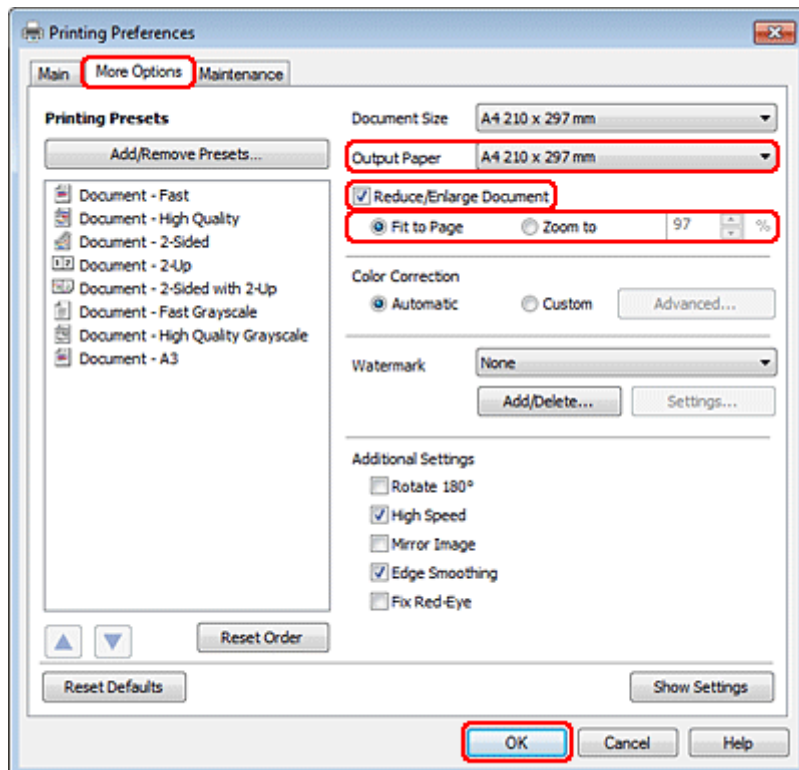 Printing Preferences
Main More Options Maintenance
Printing Presets
Add/Remove Presets...
Document - Fast
Document - High Quality
Document - 2-Sided
Document - 2-Up
Document - 2-Sided with 2-Up
Document - Fast Grayscale
Document - High Quality Grayscale
Document - A3
Reset Order
Document Size A4 210 x 297 mm
Output Paper A4 210 x 297 mm
Reduce/Enlarge Document
Fit to Page Zoom to 97 %
Color Correction
Automatic Custom Advanced...
Watermark None
Add/Delete... Settings...
Additional Settings
Rotate 180°
High Speed
Mirror Image
Edge Smoothing
Fix Red-Eye
Reset Defaults Show Settings
OK Cancel Help